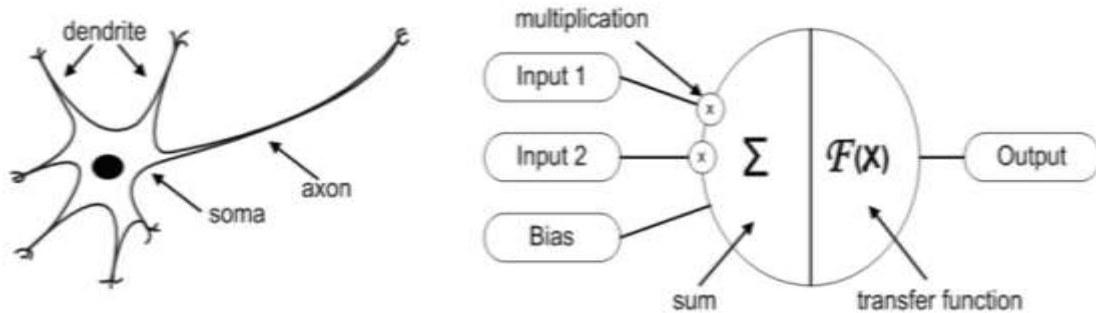 dendrite
axon
soma
multiplication
Input 1
x
Input 2
x
Σ
F(X)
Output
Bias
sum
transfer function